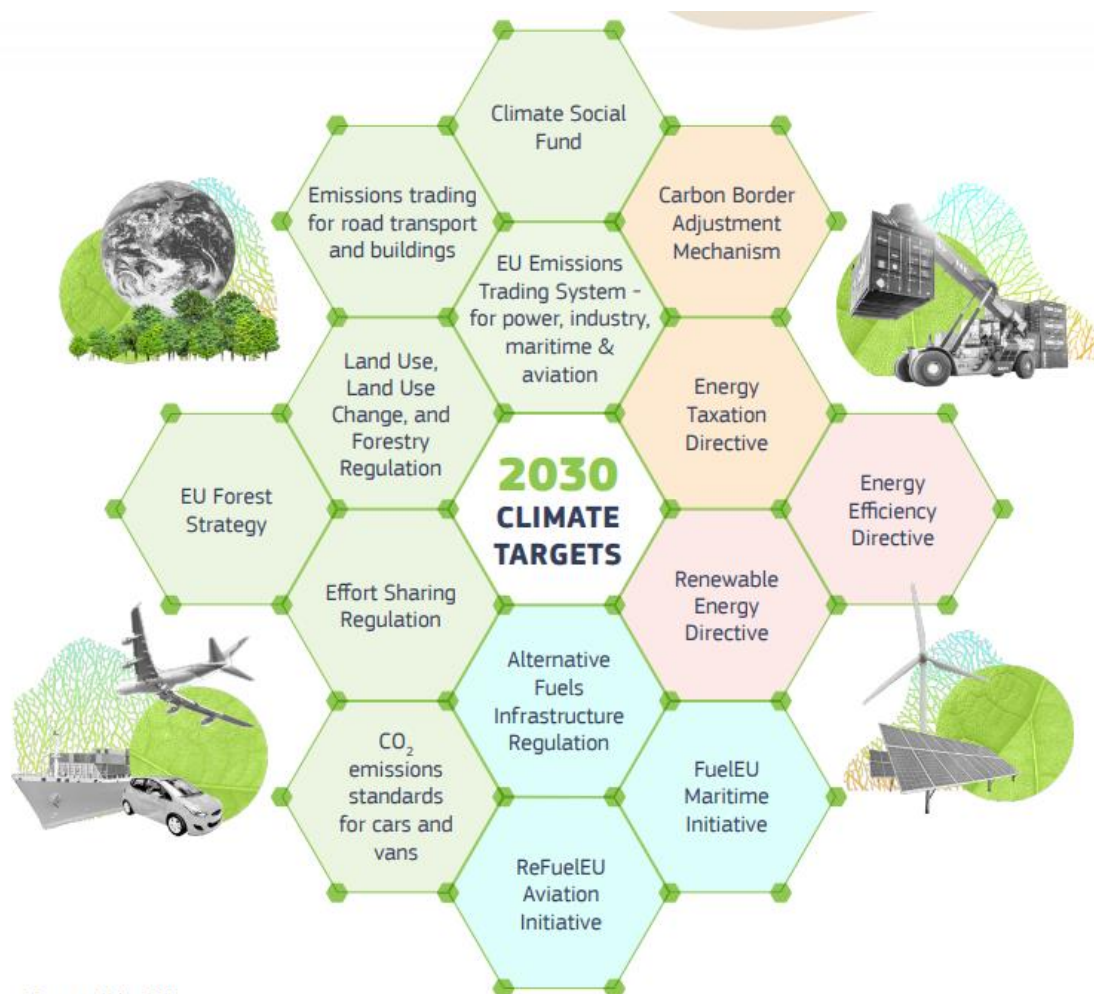 Climate Social
Fund
Emissions trading
for road transport
and buildings
Carbon Border
Adjustment
Mechanism
EU Emissions
Trading System –
for power, industry,
maritime &
aviation
Land Use,
Land Use
Change, and
Forestry
Regulation
Energy
Taxation
Directive
EU Forest
Strategy
2030
CLIMATE
TARGETS
Energy
Efficiency
Directive
Effort Sharing
Regulation
Renewable
Energy
Directive
Alternative
Fuels
Infrastructure
Regulation
CO₂
emissions
standards
for cars and
vans
FuelEU
Maritime
Initiative
ReFuelEU
Aviation
Initiative